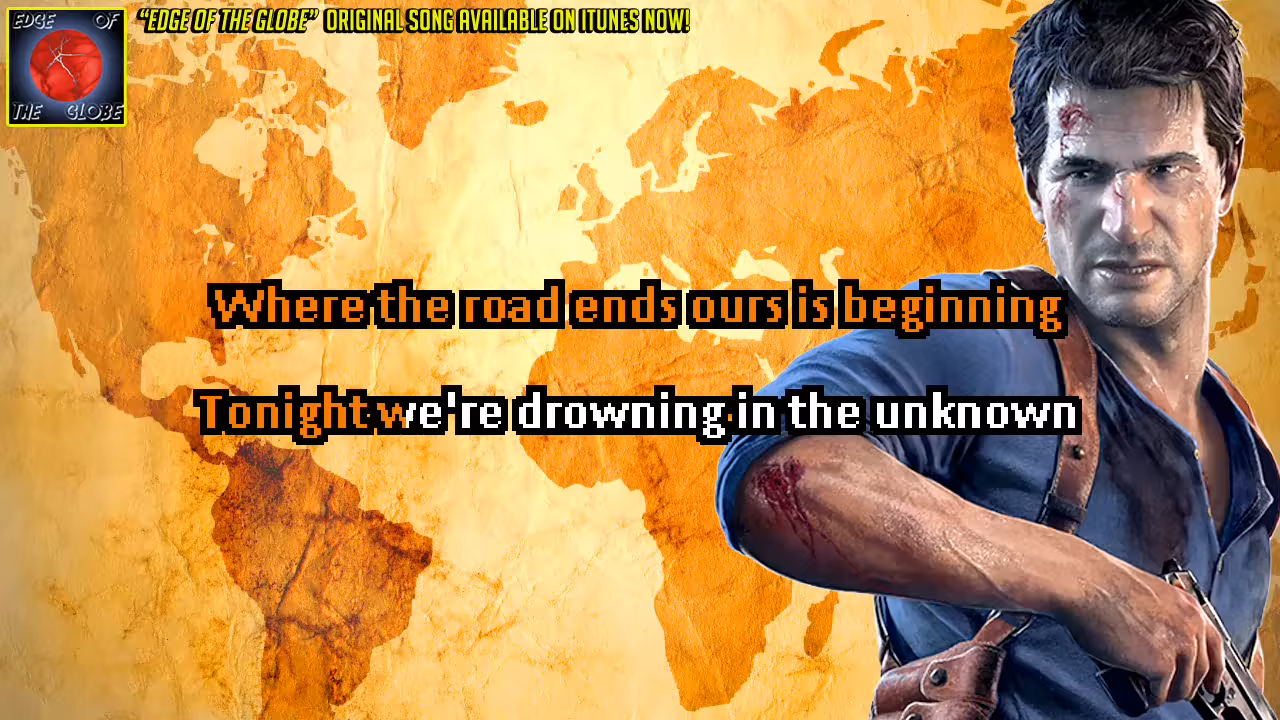 EDGE OF
THE GLOBE
“EDGE OF THE GLOBE” ORIGINAL SONG AVAILABLE ON ITUNES NOW!
Where the road ends ours is beginning
Tonight we're drowning in the unknown